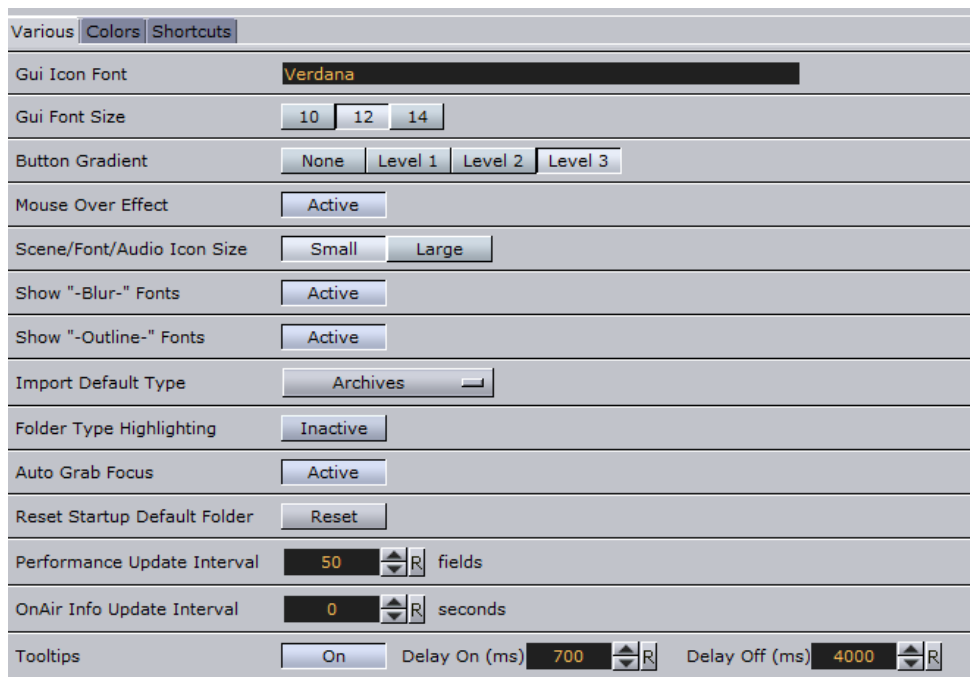 Various Colors Shortcuts
Gui Icon Font Verdana
Gui Font Size 10 12 14
Button Gradient None Level 1 Level 2 Level 3
Mouse Over Effect Active
Scene/Font/Audio Icon Size Small Large
Show "-Blur-" Fonts Active
Show "-Outline-" Fonts Active
Import Default Type Archives
Folder Type Highlighting Inactive
Auto Grab Focus Active
Reset Startup Default Folder Reset
Performance Update Interval 50 R fields
OnAir Info Update Interval 0 R seconds
Tooltips On Delay On (ms) 700 R Delay Off (ms) 4000 R